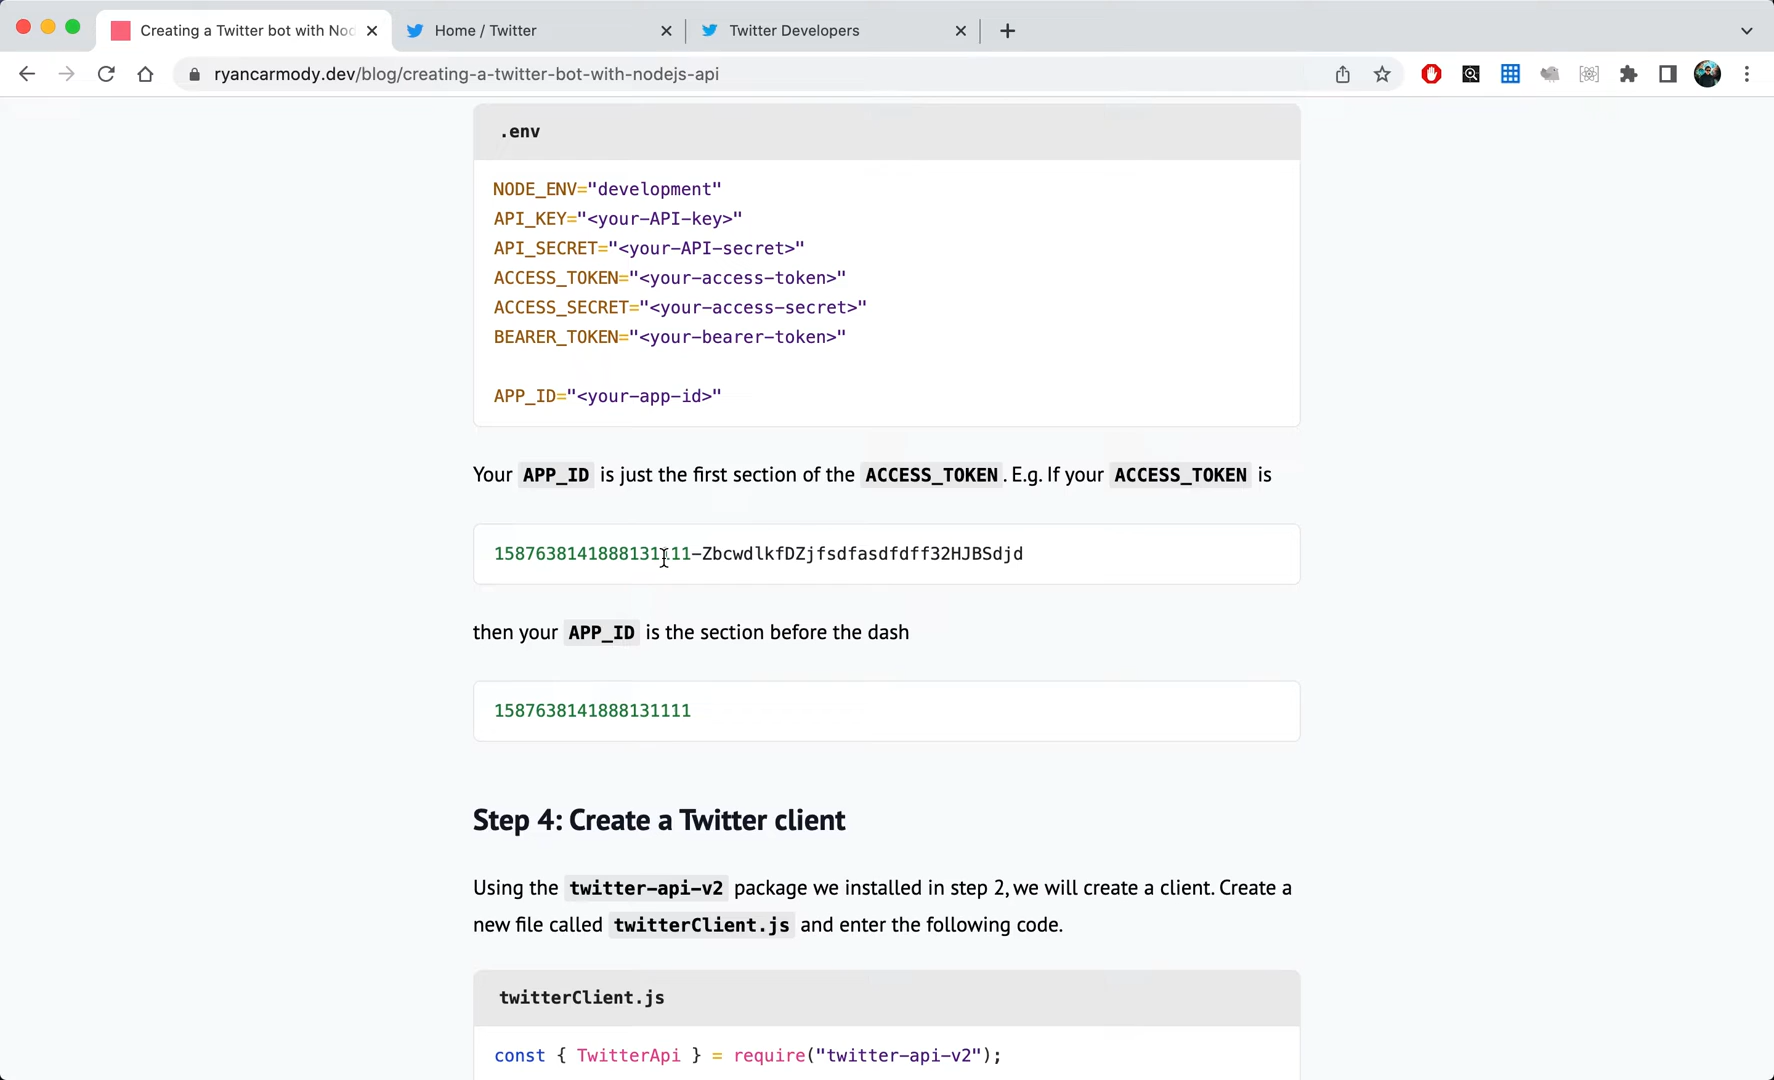 Creating a Twitter bot with Nod
Home / Twitter
Twitter Developers
ryancarmody.dev/blog/creating-a-twitter-bot-with-nodejs-api
.env
NODE_ENV="development"
API_KEY="<your-API-key>"
API_SECRET="<your-API-secret>"
ACCESS_TOKEN="<your-access-token>"
ACCESS_SECRET="<your-access-secret>"
BEARER_TOKEN="<your-bearer-token>"
APP_ID="<your-app-id>"
Your APP_ID is just the first section of the ACCESS_TOKEN. E.g. If your ACCESS_TOKEN is
1587638141888131111-ZbcwdlkfDZjfsdfasdfdff32HJBSdjd
then your APP_ID is the section before the dash
1587638141888131111
Step 4: Create a Twitter client
Using the twitter-api-v2 package we installed in step 2, we will create a client. Create a
new file called twitterClient.js and enter the following code.
twitterClient.js
const { TwitterApi } = require("twitter-api-v2");